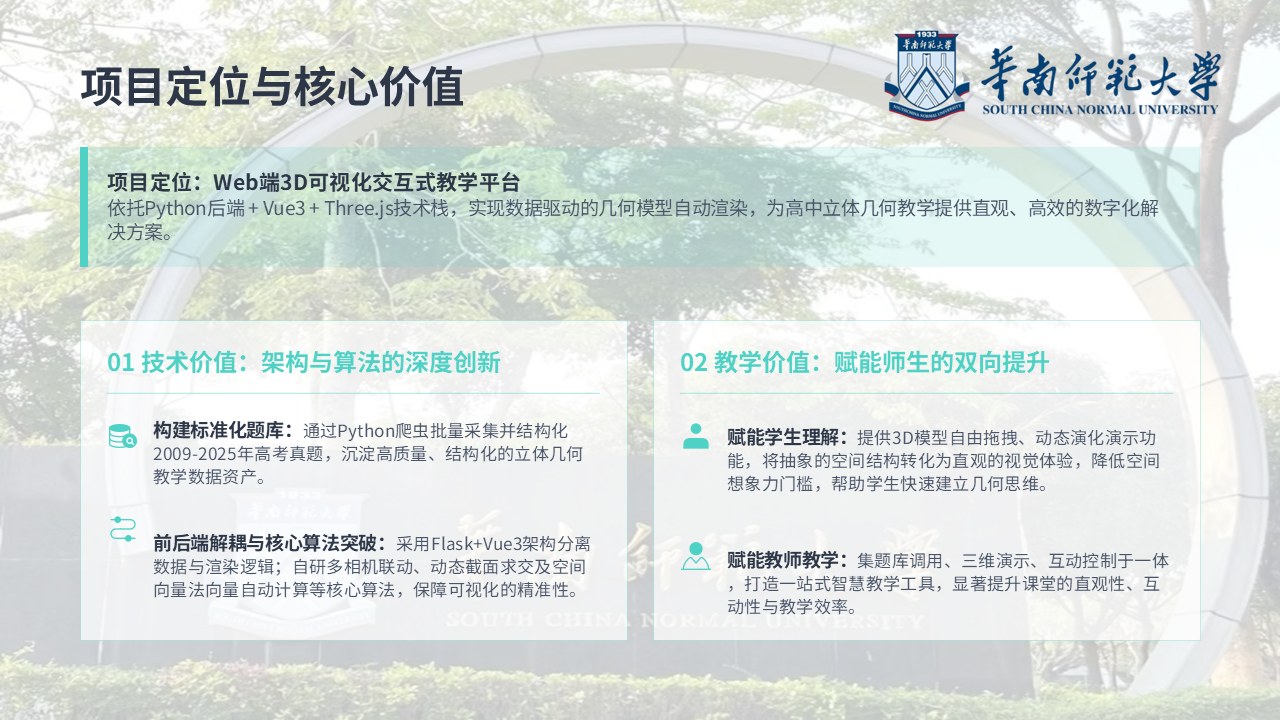 项目定位与核心价值
1933
华南师范大学
SOUTH CHINA NORMAL UNIVERSITY
華南师範大學
SOUTH CHINA NORMAL UNIVERSITY
项目定位：Web端3D可视化交互式教学平台
依托Python后端 + Vue3 + Three.js技术栈，实现数据驱动的几何模型自动渲染，为高中立体几何教学提供直观、高效的数字化解
决方案。
01 技术价值：架构与算法的深度创新
构建标准化题库：通过Python爬虫批量采集并结构化
2009-2025年高考真题，沉淀高质量、结构化的立体几何
教学数据资产。
前后端解耦与核心算法突破：采用Flask+Vue3架构分离
数据与渲染逻辑；自研多相机联动、动态截面求交及空间
向量法向量自动计算等核心算法，保障可视化的精准性。
02 教学价值：赋能师生的双向提升
赋能学生理解：提供3D模型自由拖拽、动态演化演示功
能，将抽象的空间结构转化为直观的视觉体验，降低空间
想象力门槛，帮助学生快速建立几何思维。
赋能教师教学：集题库调用、三维演示、互动控制于一体
，打造一站式智慧教学工具，显著提升课堂的直观性、互
动性与教学效率。
SOUTH CHINA NORMAL UNIVERSITY